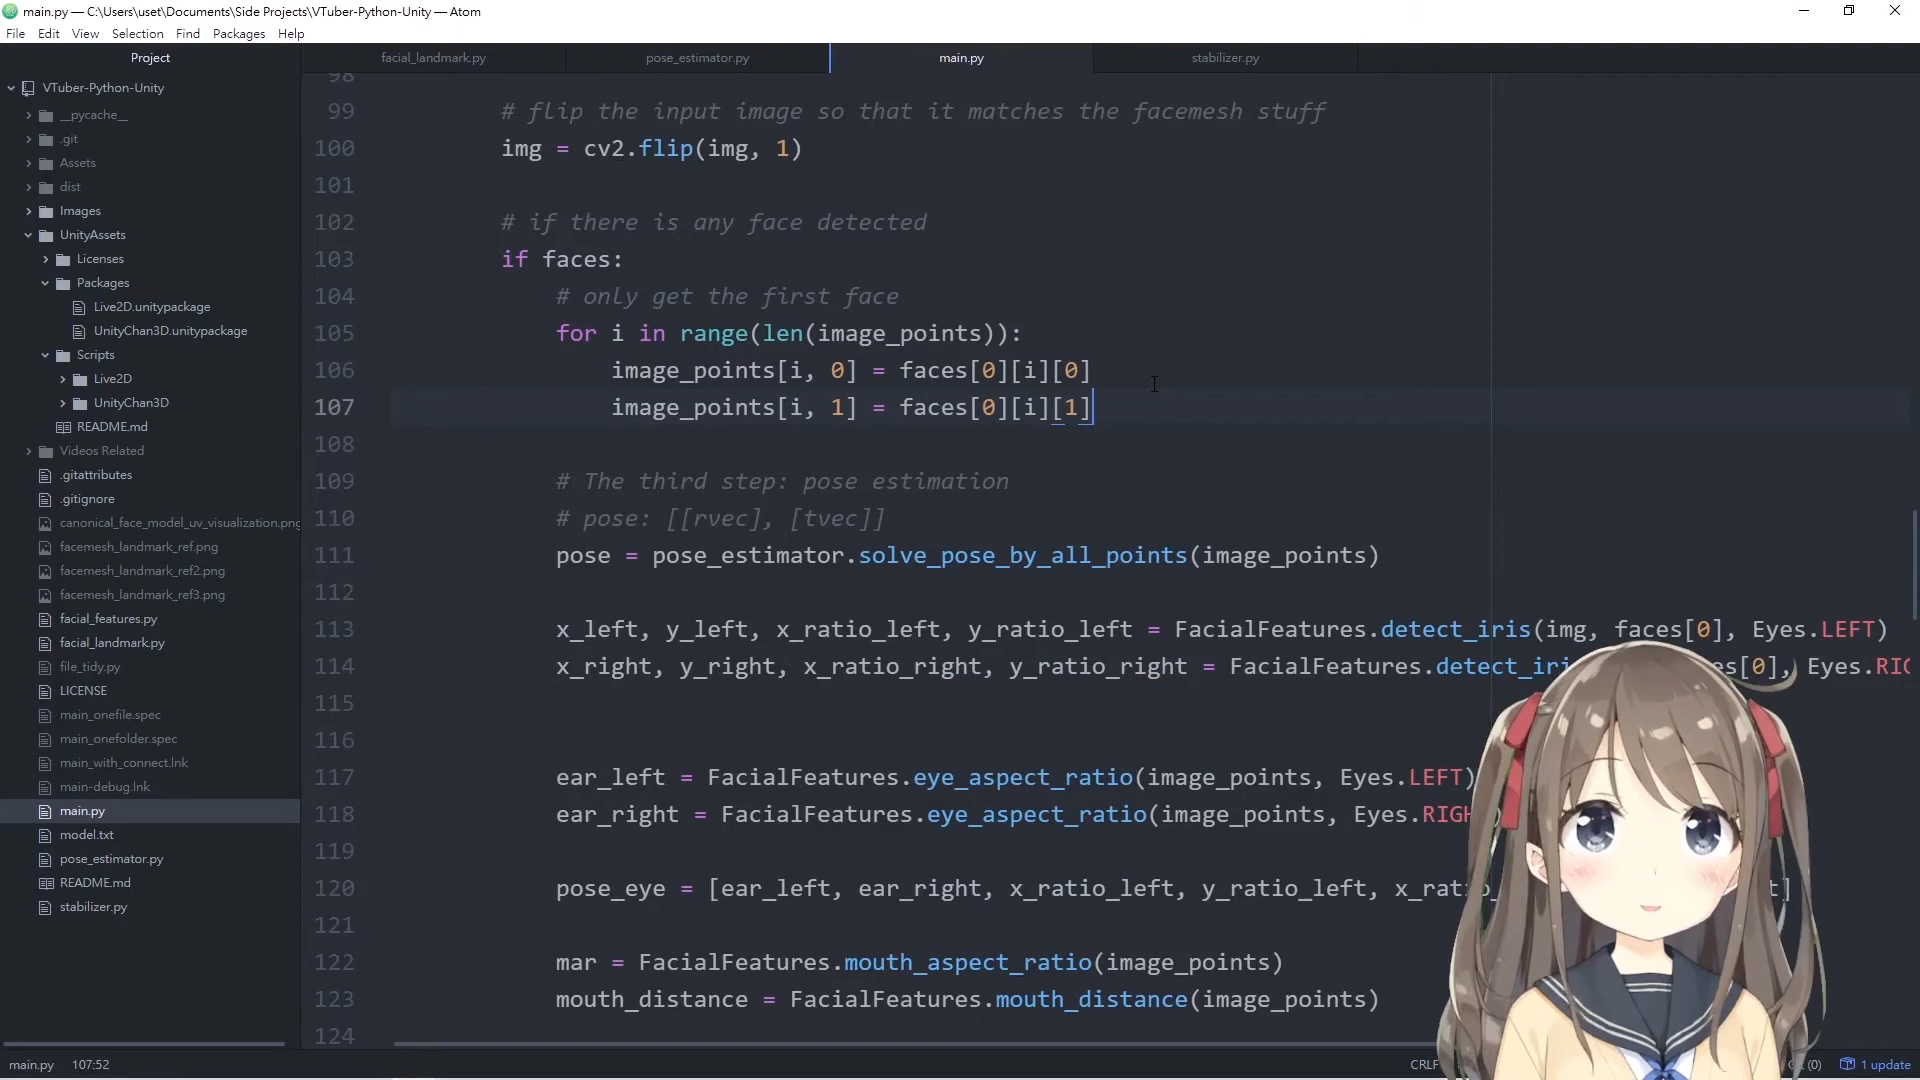 main.py — C:\Users\uset\Documents\Side Projects\VTuber-Python-Unity — Atom
File Edit View Selection Find Packages Help
Project
facial_landmark.py
pose_estimator.py
main.py
stabilizer.py
VTuber-Python-Unity
__pycache__
.git
Assets
dist
Images
UnityAssets
Licenses
Packages
Live2D.unitypackage
UnityChan3D.unitypackage
Scripts
Live2D
UnityChan3D
README.md
Videos Related
.gitattributes
.gitignore
canonical_face_model_uv_visualization.png
facemesh_landmark_ref.png
facemesh_landmark_ref2.png
facemesh_landmark_ref3.png
facial_features.py
facial_landmark.py
file_tidy.py
LICENSE
main_onefile.spec
main_onefolder.spec
main_with_connect.lnk
main-debug.lnk
main.py
model.txt
pose_estimator.py
README.md
stabilizer.py
98
99 # flip the input image so that it matches the facemesh stuff
100 img = cv2.flip(img, 1)
101
102 # if there is any face detected
103 if faces:
104 # only get the first face
105 for i in range(len(image_points)):
106 image_points[i, 0] = faces[0][i][0]
107 image_points[i, 1] = faces[0][i][1]
108
109 # The third step: pose estimation
110 # pose: [[rvec], [tvec]]
111 pose = pose_estimator.solve_pose_by_all_points(image_points)
112
113 x_left, y_left, x_ratio_left, y_ratio_left = FacialFeatures.detect_iris(img, faces[0], Eyes.LEFT)
114 x_right, y_right, x_ratio_right, y_ratio_right = FacialFeatures.detect_iri es[0], Eyes.RIG
115
116
117 ear_left = FacialFeatures.eye_aspect_ratio(image_points, Eyes.LEFT)
118 ear_right = FacialFeatures.eye_aspect_ratio(image_points, Eyes.RIGH
119
120 pose_eye = [ear_left, ear_right, x_ratio_left, y_ratio_left, x_rati t]
121
122 mar = FacialFeatures.mouth_aspect_ratio(image_points)
123 mouth_distance = FacialFeatures.mouth_distance(image_points)
124
main.py 107:52
CRLF
(0) 1 update